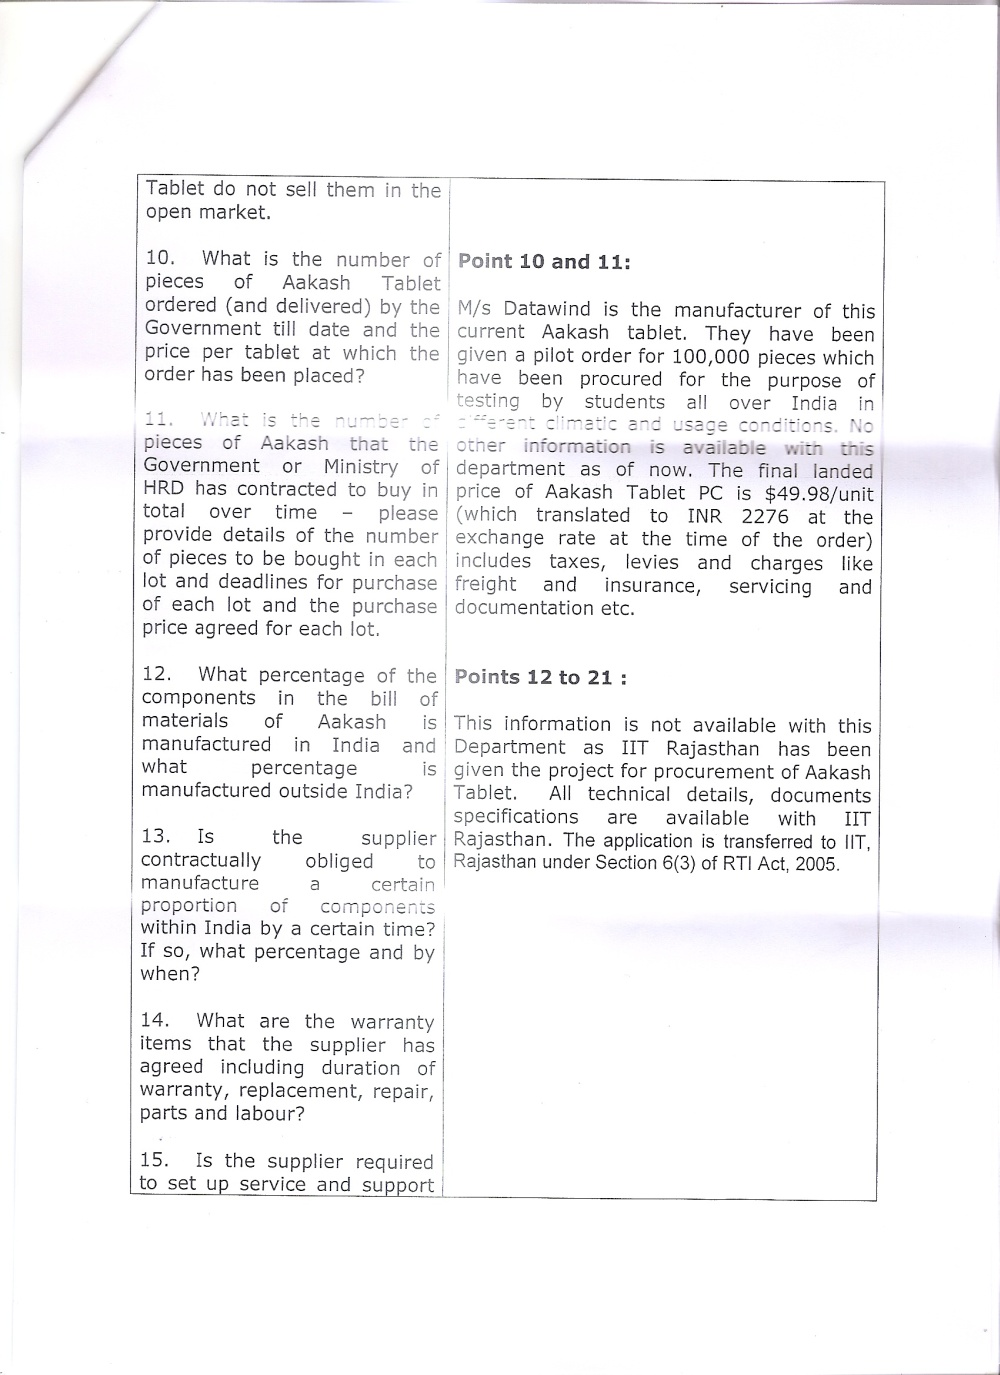 Tablet do not sell them in the
open market.
10. What is the number of
pieces of Aakash Tablet
ordered (and delivered) by the
Government till date and the
price per tablet at which the
order has been placed?
11. What is the number of
pieces of Aakash that the
Government or Ministry of
HRD has contracted to buy in
total over time – please
provide details of the number
of pieces to be bought in each
lot and deadlines for purchase
of each lot and the purchase
price agreed for each lot.
12. What percentage of the
components in the bill of
materials of Aakash is
manufactured in India and
what percentage is
manufactured outside India?
13. Is the supplier
contractually obliged to
manufacture a certain
proportion of components
within India by a certain time?
If so, what percentage and by
when?
14. What are the warranty
items that the supplier has
agreed including duration of
warranty, replacement, repair,
parts and labour?
15. Is the supplier required
to set up service and support
Point 10 and 11:
M/s Datawind is the manufacturer of this
current Aakash tablet. They have been
given a pilot order for 100,000 pieces which
have been procured for the purpose of
testing by students all over India in
different climatic and usage conditions. No
other information is available with this
department as of now. The final landed
price of Aakash Tablet PC is $49.98/unit
(which translated to INR 2276 at the
exchange rate at the time of the order)
includes taxes, levies and charges like
freight and insurance, servicing and
documentation etc.
Points 12 to 21 :
This information is not available with this
Department as IIT Rajasthan has been
given the project for procurement of Aakash
Tablet. All technical details, documents
specifications are available with IIT
Rajasthan. The application is transferred to IIT,
Rajasthan under Section 6(3) of RTI Act, 2005.